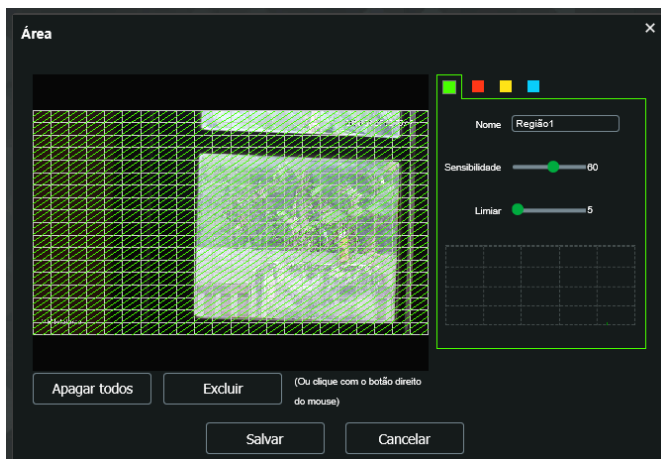 Área
×
Nome
Região1
Sensibilidade
60
Limiar
5
Apagar todos
Excluir
(Ou clique com o botão direito
do mouse)
Salvar
Cancelar